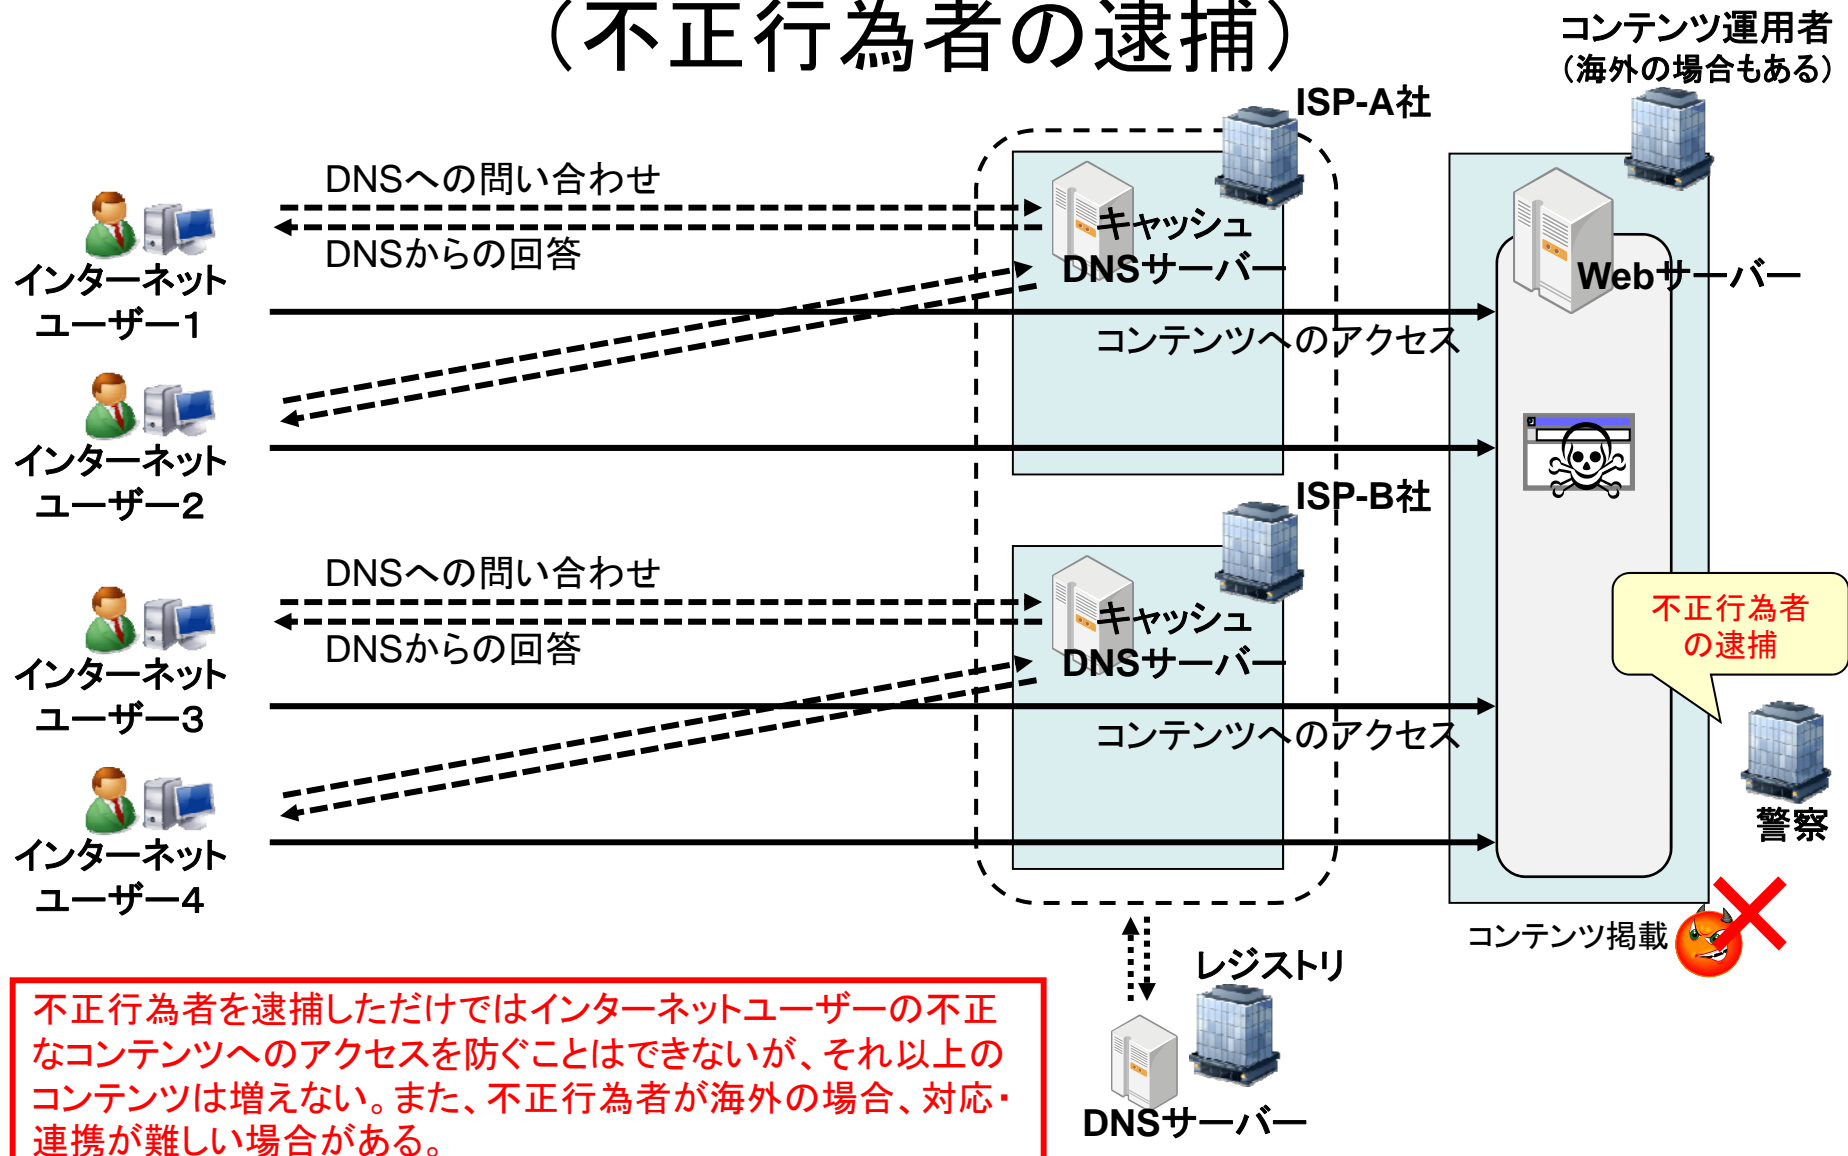 （不正行為者の逮捕）
コンテンツ運用者
（海外の場合もある）
ISP-A社
DNSへの問い合わせ
DNSからの回答
キャッシュ
DNSサーバー
Webサーバー
インターネット
ユーザー1
コンテンツへのアクセス
インターネット
ユーザー2
ISP-B社
DNSへの問い合わせ
DNSからの回答
キャッシュ
DNSサーバー
不正行為者
の逮捕
インターネット
ユーザー3
コンテンツへのアクセス
警察
インターネット
ユーザー4
コンテンツ掲載
レジストリ
DNSサーバー
不正行為者を逮捕しただけではインターネットユーザーの不正
なコンテンツへのアクセスを防ぐことはできないが、それ以上の
コンテンツは増えない。また、不正行為者が海外の場合、対応・
連携が難しい場合がある。